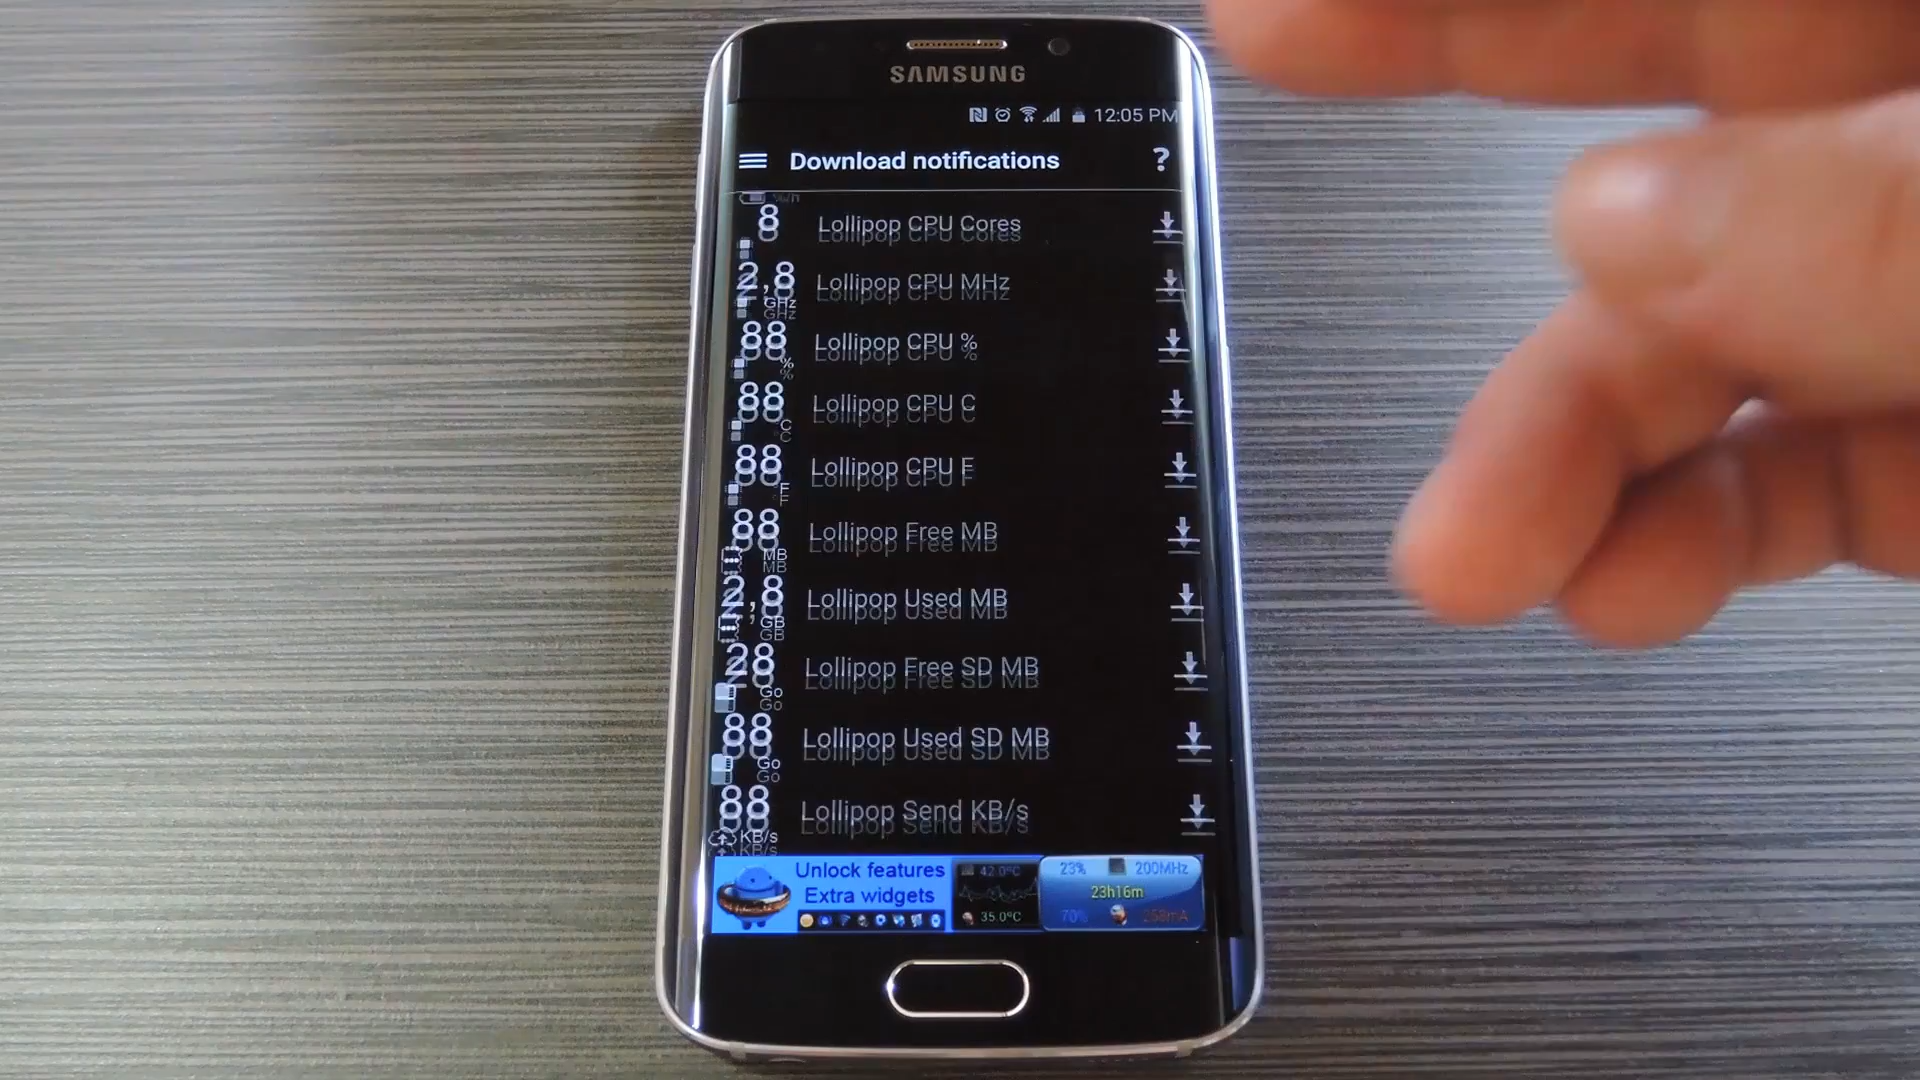 SAMSUNG
12:05 PM
Download notifications ?
%/h
8 Lollipop CPU Cores
2,8 GHz Lollipop CPU MHz
88 % Lollipop CPU %
88 C Lollipop CPU C
88 F Lollipop CPU F
88 MB Lollipop Free MB
2,8 GB Lollipop Used MB
28 Go Lollipop Free SD MB
88 Go Lollipop Used SD MB
88 KB/s Lollipop Send KB/s
Unlock features
Extra widgets
42.0°C
35.0°C
23% 200MHz
23h16m
70% 258mA